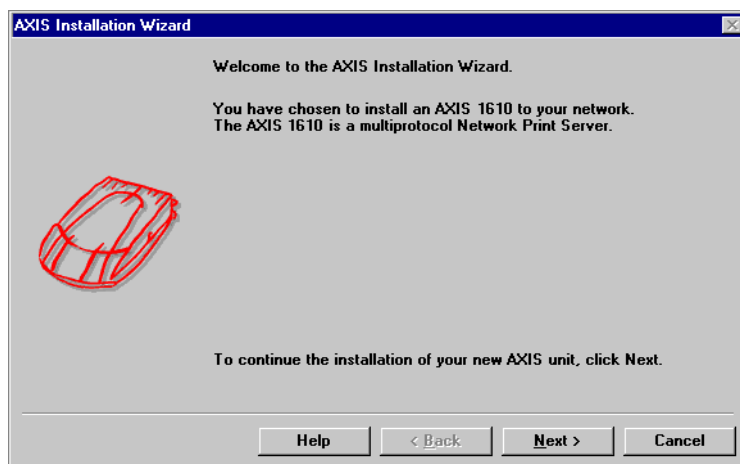 AXIS Installation Wizard
Welcome to the AXIS Installation Wizard.
You have chosen to install an AXIS 1610 to your network.
The AXIS 1610 is a multiprotocol Network Print Server.
To continue the installation of your new AXIS unit, click Next.
Help
< Back
Next >
Cancel